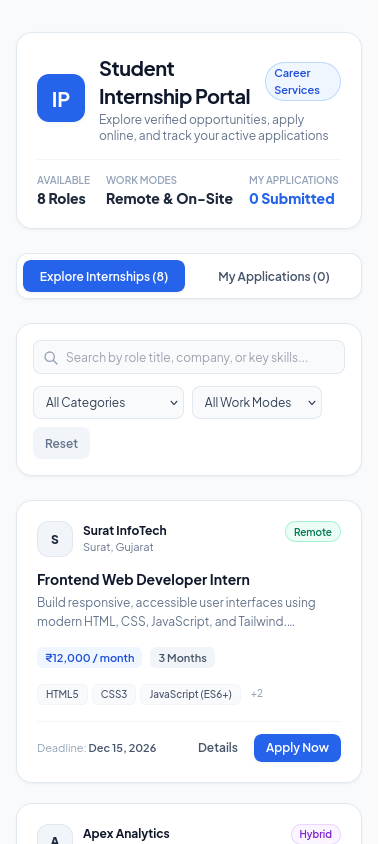 IP
Student
Internship Portal
Career
Services
Explore verified opportunities, apply
online, and track your active applications
AVAILABLE
8 Roles
WORK MODES
Remote & On-Site
MY APPLICATIONS
0 Submitted
Explore Internships (8)
My Applications (0)
Search by role title, company, or key skills...
All Categories
All Work Modes
Reset
S
Surat InfoTech
Surat, Gujarat
Remote
Frontend Web Developer Intern
Build responsive, accessible user interfaces using
modern HTML, CSS, JavaScript, and Tailwind....
₹12,000 / month
3 Months
HTML5
CSS3
JavaScript (ES6+)
+2
Deadline: Dec 15, 2026
Details
Apply Now
A
Apex Analytics
Hybrid